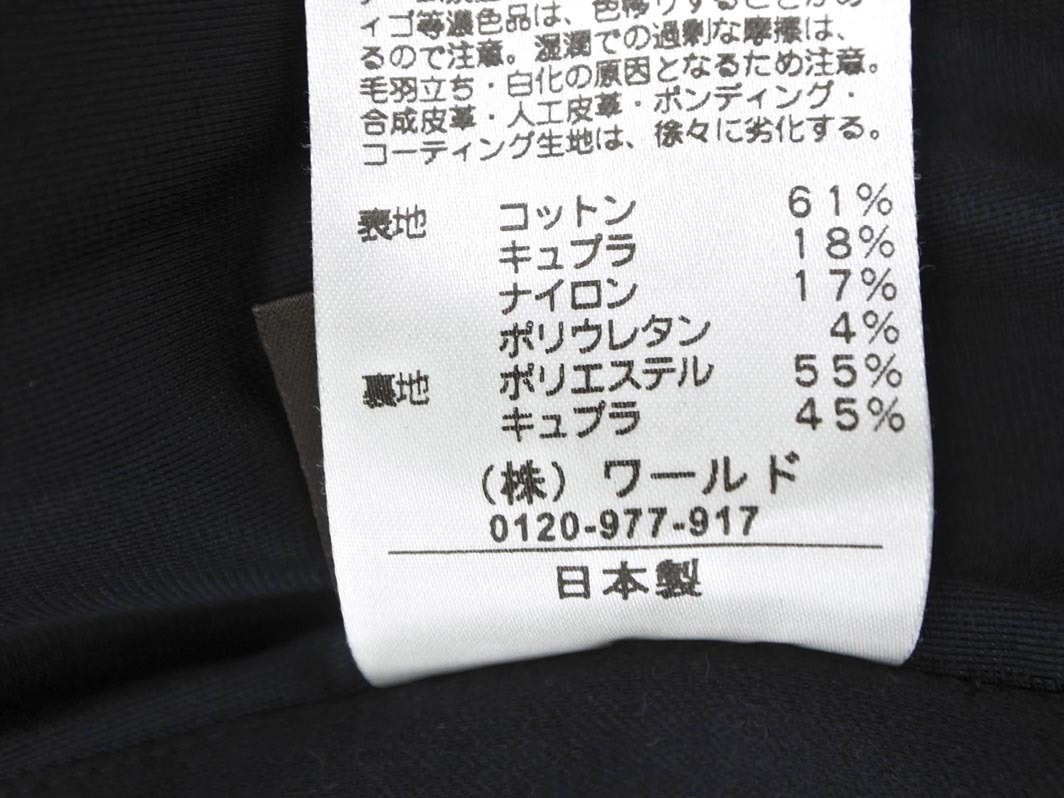 ィゴ等濃色品は、色移りすることがあ
るので注意。湿潤での過剰な摩擦は、
毛羽立ち・白化の原因となるため注意。
合成皮革・人工皮革・ボンディング・
コーティング生地は、徐々に劣化する。
表地 コットン 61%
キュプラ 18%
ナイロン 17%
ポリウレタン 4%
裏地 ポリエステル 55%
キュプラ 45%
(株) ワールド
0120-977-917
日本製